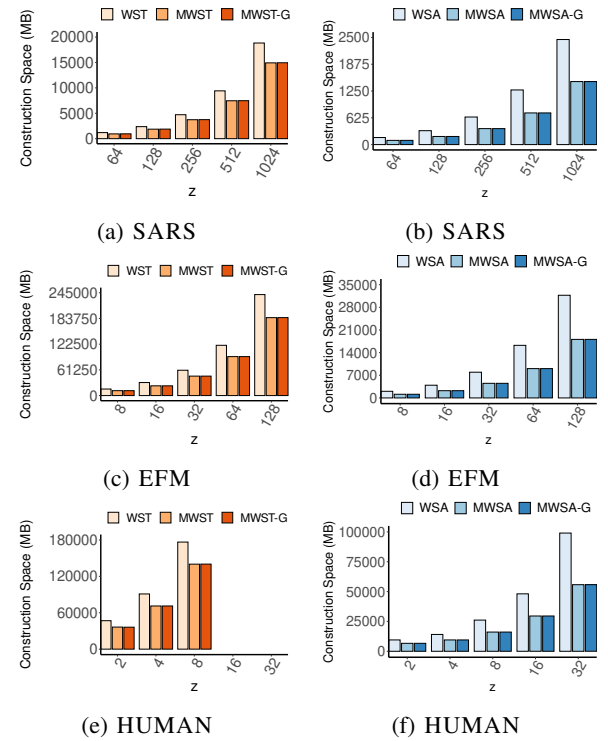 WST MWST MWST-G
Construction Space (MB)
20000
15000
10000
5000
0
64 128 256 512 1024
z
(a) SARS
WSA MWSA MWSA-G
Construction Space (MB)
2500
1875
1250
625
0
64 128 256 512 1024
z
(b) SARS
WST MWST MWST-G
Construction Space (MB)
245000
183750
122500
61250
0
8 16 32 64 128
z
(c) EFM
WSA MWSA MWSA-G
Construction Space (MB)
35000
28000
21000
14000
7000
0
8 16 32 64 128
z
(d) EFM
WST MWST MWST-G
Construction Space (MB)
180000
120000
60000
0
2 4 8 16 32
z
(e) HUMAN
WSA MWSA MWSA-G
Construction Space (MB)
100000
75000
50000
25000
0
2 4 8 16 32
z
(f) HUMAN